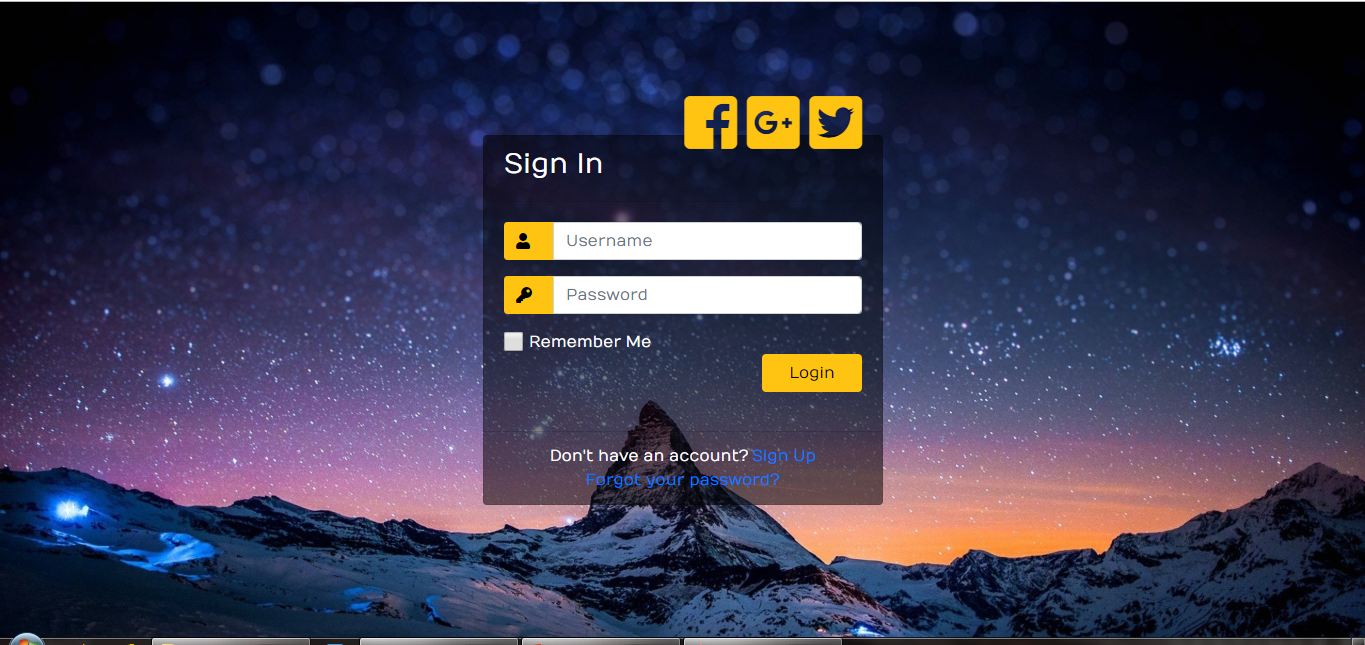 G+
Sign In
Username
Password
Remember Me
Login
Don't have an account? Sign Up
Forgot your password?